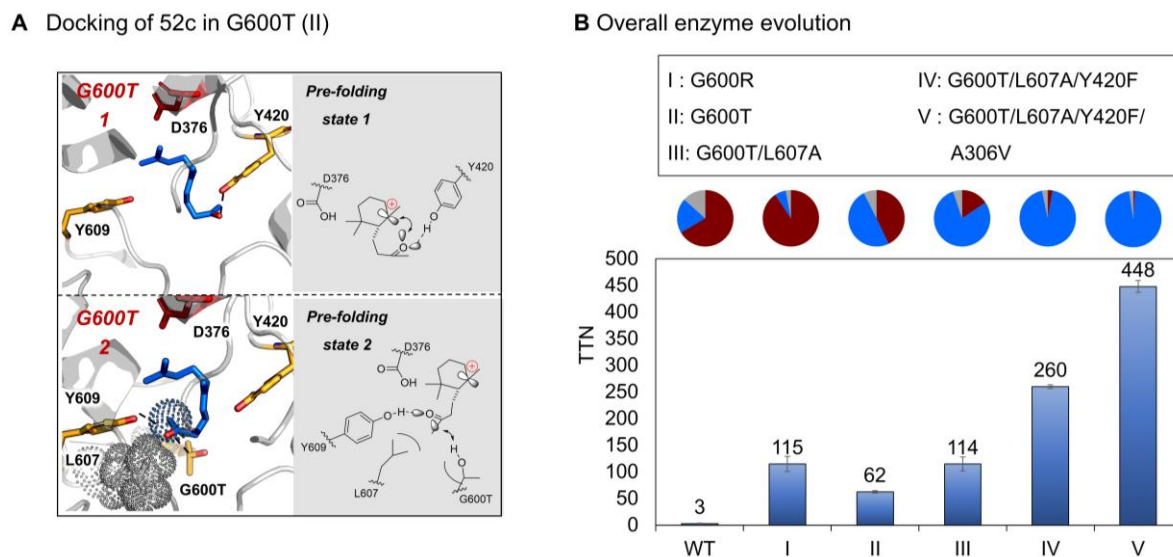 A Docking of 52c in G600T (II)
G600T
1
D376
Y420
Y609
Pre-folding
state 1
D376
O
OH
Y420
H
O
O
G600T
2
D376
Y420
Y609
L607
G600T
Pre-folding
state 2
D376
O
OH
Y609
O
H
O
H
O
L607
G600T
B Overall enzyme evolution
I : G600R
IV: G600T/L607A/Y420F
II: G600T
V : G600T/L607A/Y420F/
III: G600T/L607A
A306V
TTN
500
450
400
350
300
250
200
150
100
50
0
3
115
62
114
260
448
WT
I
II
III
IV
V